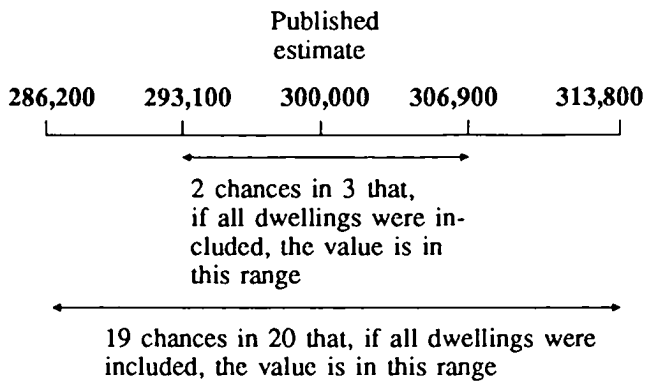 Published
estimate
286,200 293,100 300,000 306,900 313,800
2 chances in 3 that,
if all dwellings were in-
cluded, the value is in
this range
19 chances in 20 that, if all dwellings were
included, the value is in this range